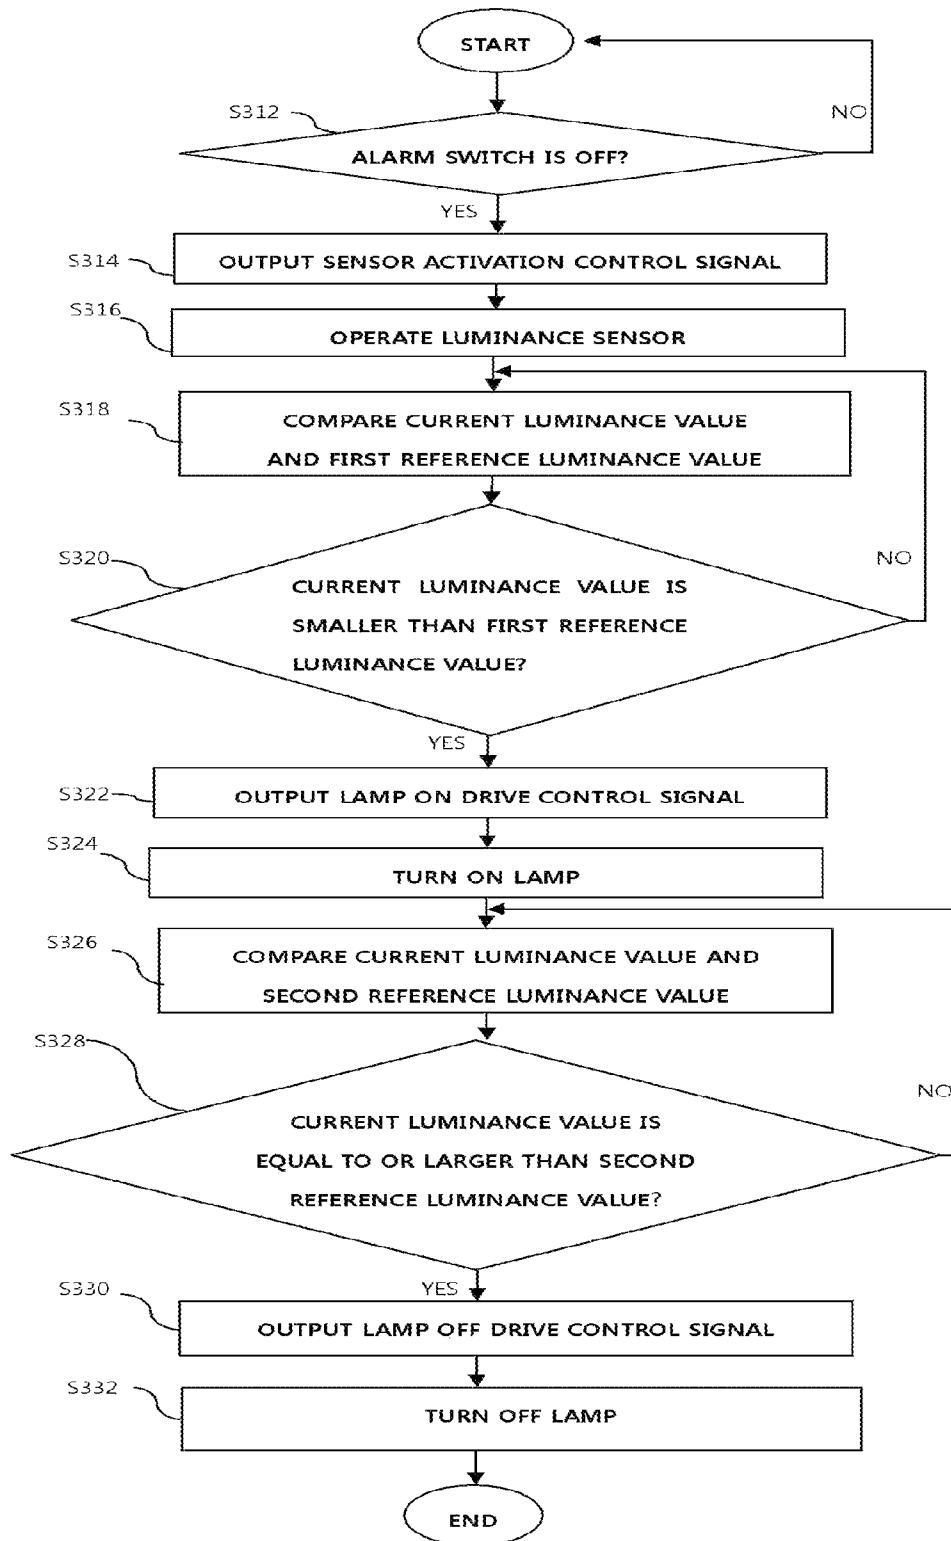 START
S312
NO
ALARM SWITCH IS OFF?
YES
S314
OUTPUT SENSOR ACTIVATION CONTROL SIGNAL
S316
OPERATE LUMINANCE SENSOR
S318
COMPARE CURRENT LUMINANCE VALUE
AND FIRST REFERENCE LUMINANCE VALUE
S320
NO
CURRENT LUMINANCE VALUE IS
SMALLER THAN FIRST REFERENCE
LUMINANCE VALUE?
YES
S322
OUTPUT LAMP ON DRIVE CONTROL SIGNAL
S324
TURN ON LAMP
S326
COMPARE CURRENT LUMINANCE VALUE AND
SECOND REFERENCE LUMINANCE VALUE
S328
NO
CURRENT LUMINANCE VALUE IS
EQUAL TO OR LARGER THAN SECOND
REFERENCE LUMINANCE VALUE?
YES
S330
OUTPUT LAMP OFF DRIVE CONTROL SIGNAL
S332
TURN OFF LAMP
END